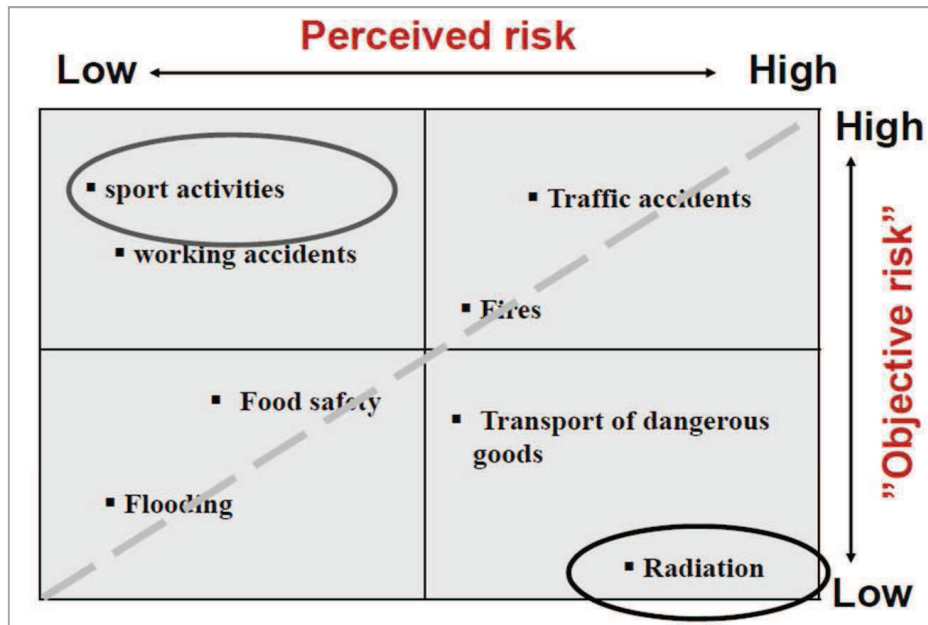 Perceived risk
Low
High
High
▪ sport activities
▪ Traffic accidents
▪ working accidents
▪ Fires
”Objective risk”
▪ Food safety
▪ Transport of dangerous
goods
▪ Flooding
▪ Radiation
Low